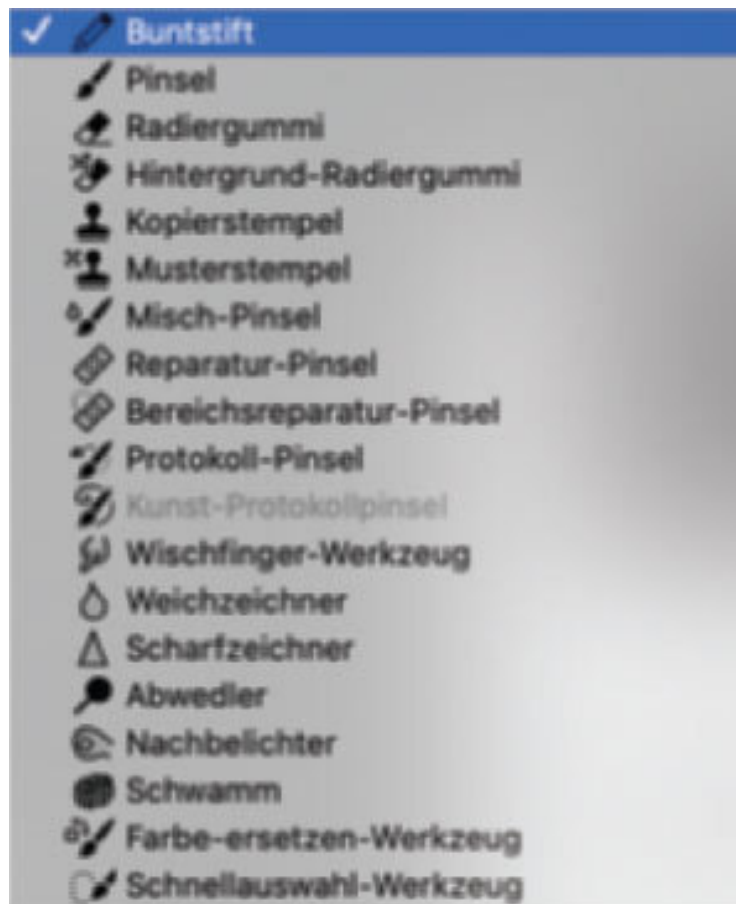 Buntstift
Pinsel
Radiergummi
Hintergrund-Radiergummi
Kopierstempel
Musterstempel
Misch-Pinsel
Reparatur-Pinsel
Bereichsreparatur-Pinsel
Protokoll-Pinsel
Kunst-Protokollpinsel
Wischfinger-Werkzeug
Weichzeichner
Scharfzeichner
Abwedler
Nachbelichter
Schwamm
Farbe-ersetzen-Werkzeug
Schnellauswahl-Werkzeug